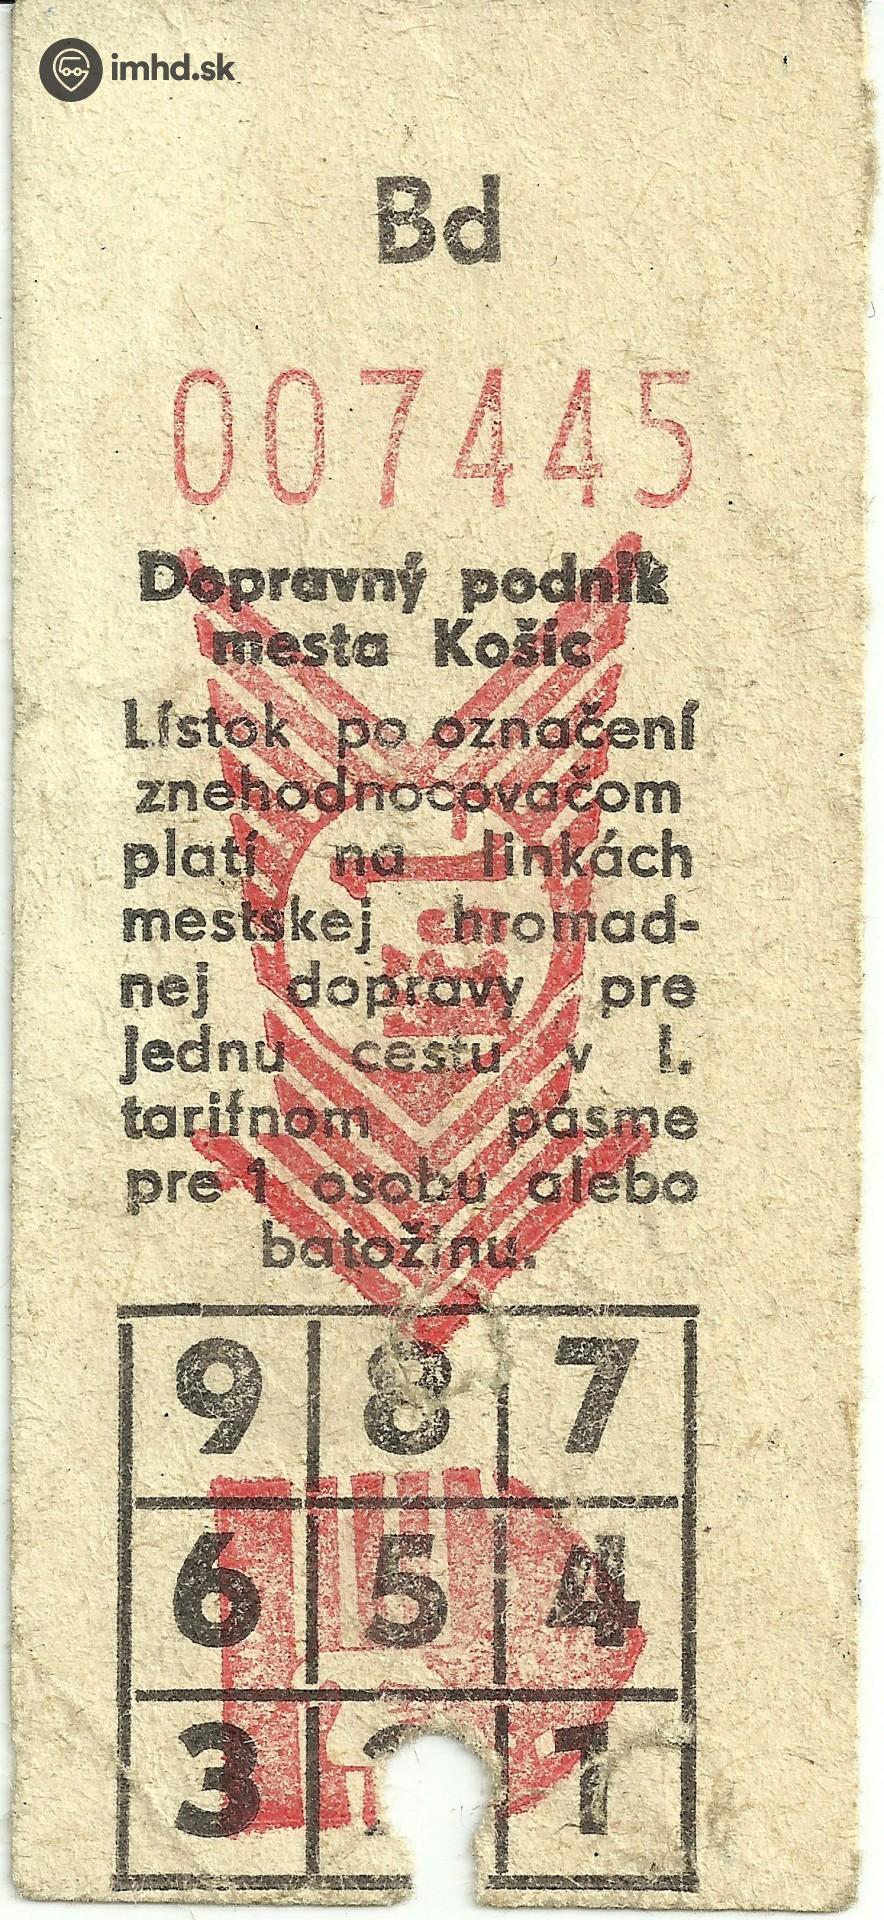 imhd.sk
Bd
007445
Dopravný podnik
mesta Košic
Lístok po označení
znehodnocovačom
platí na linkách
mestskej hromad-
nej dopravy pre
jednu cestu v I.
tarifnom pásme
pre 1 osobu alebo
batožinu.
9 8 7
6 5 4
3 1